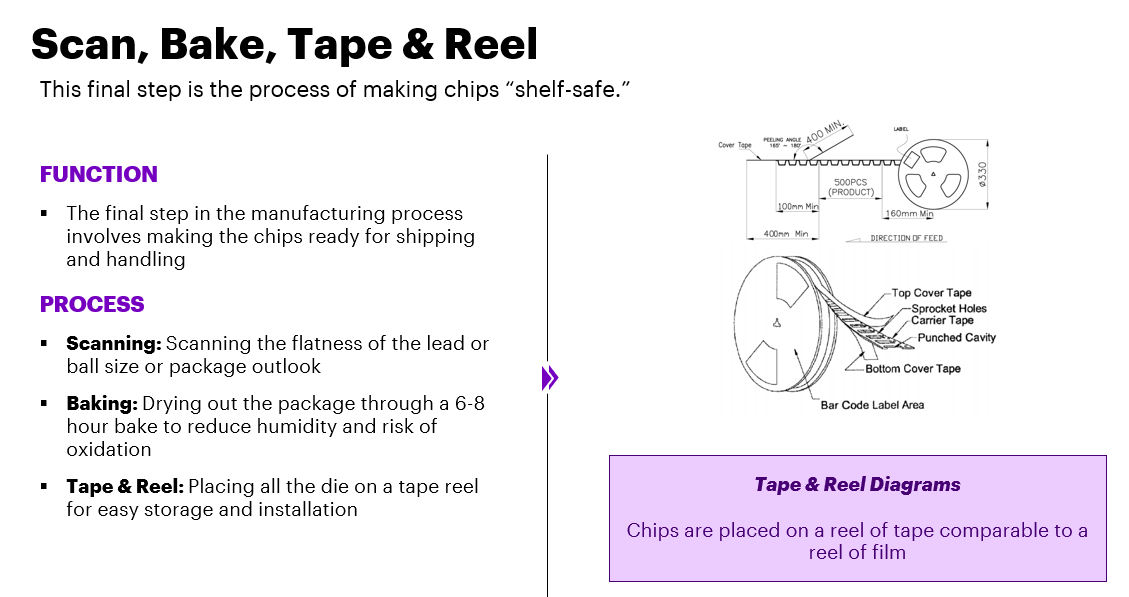 Scan, Bake, Tape & Reel
This final step is the process of making chips “shelf-safe.”
FUNCTION
▪ The final step in the manufacturing process
involves making the chips ready for shipping
and handling
PROCESS
▪ Scanning: Scanning the flatness of the lead or
ball size or package outlook
▪ Baking: Drying out the package through a 6-8
hour bake to reduce humidity and risk of
oxidation
▪ Tape & Reel: Placing all the die on a tape reel
for easy storage and installation
Cover Tape
PEELING ANGLE
165' ~ 180'
400 MIN.
LABEL
500PCS
(PRODUCT)
ø330
100mm Min
160mm Min
400mm Min
DIRECTION OF FEED
Top Cover Tape
Sprocket Holes
Carrier Tape
Punched Cavity
Bottom Cover Tape
Bar Code Label Area
Tape & Reel Diagrams
Chips are placed on a reel of tape comparable to a
reel of film